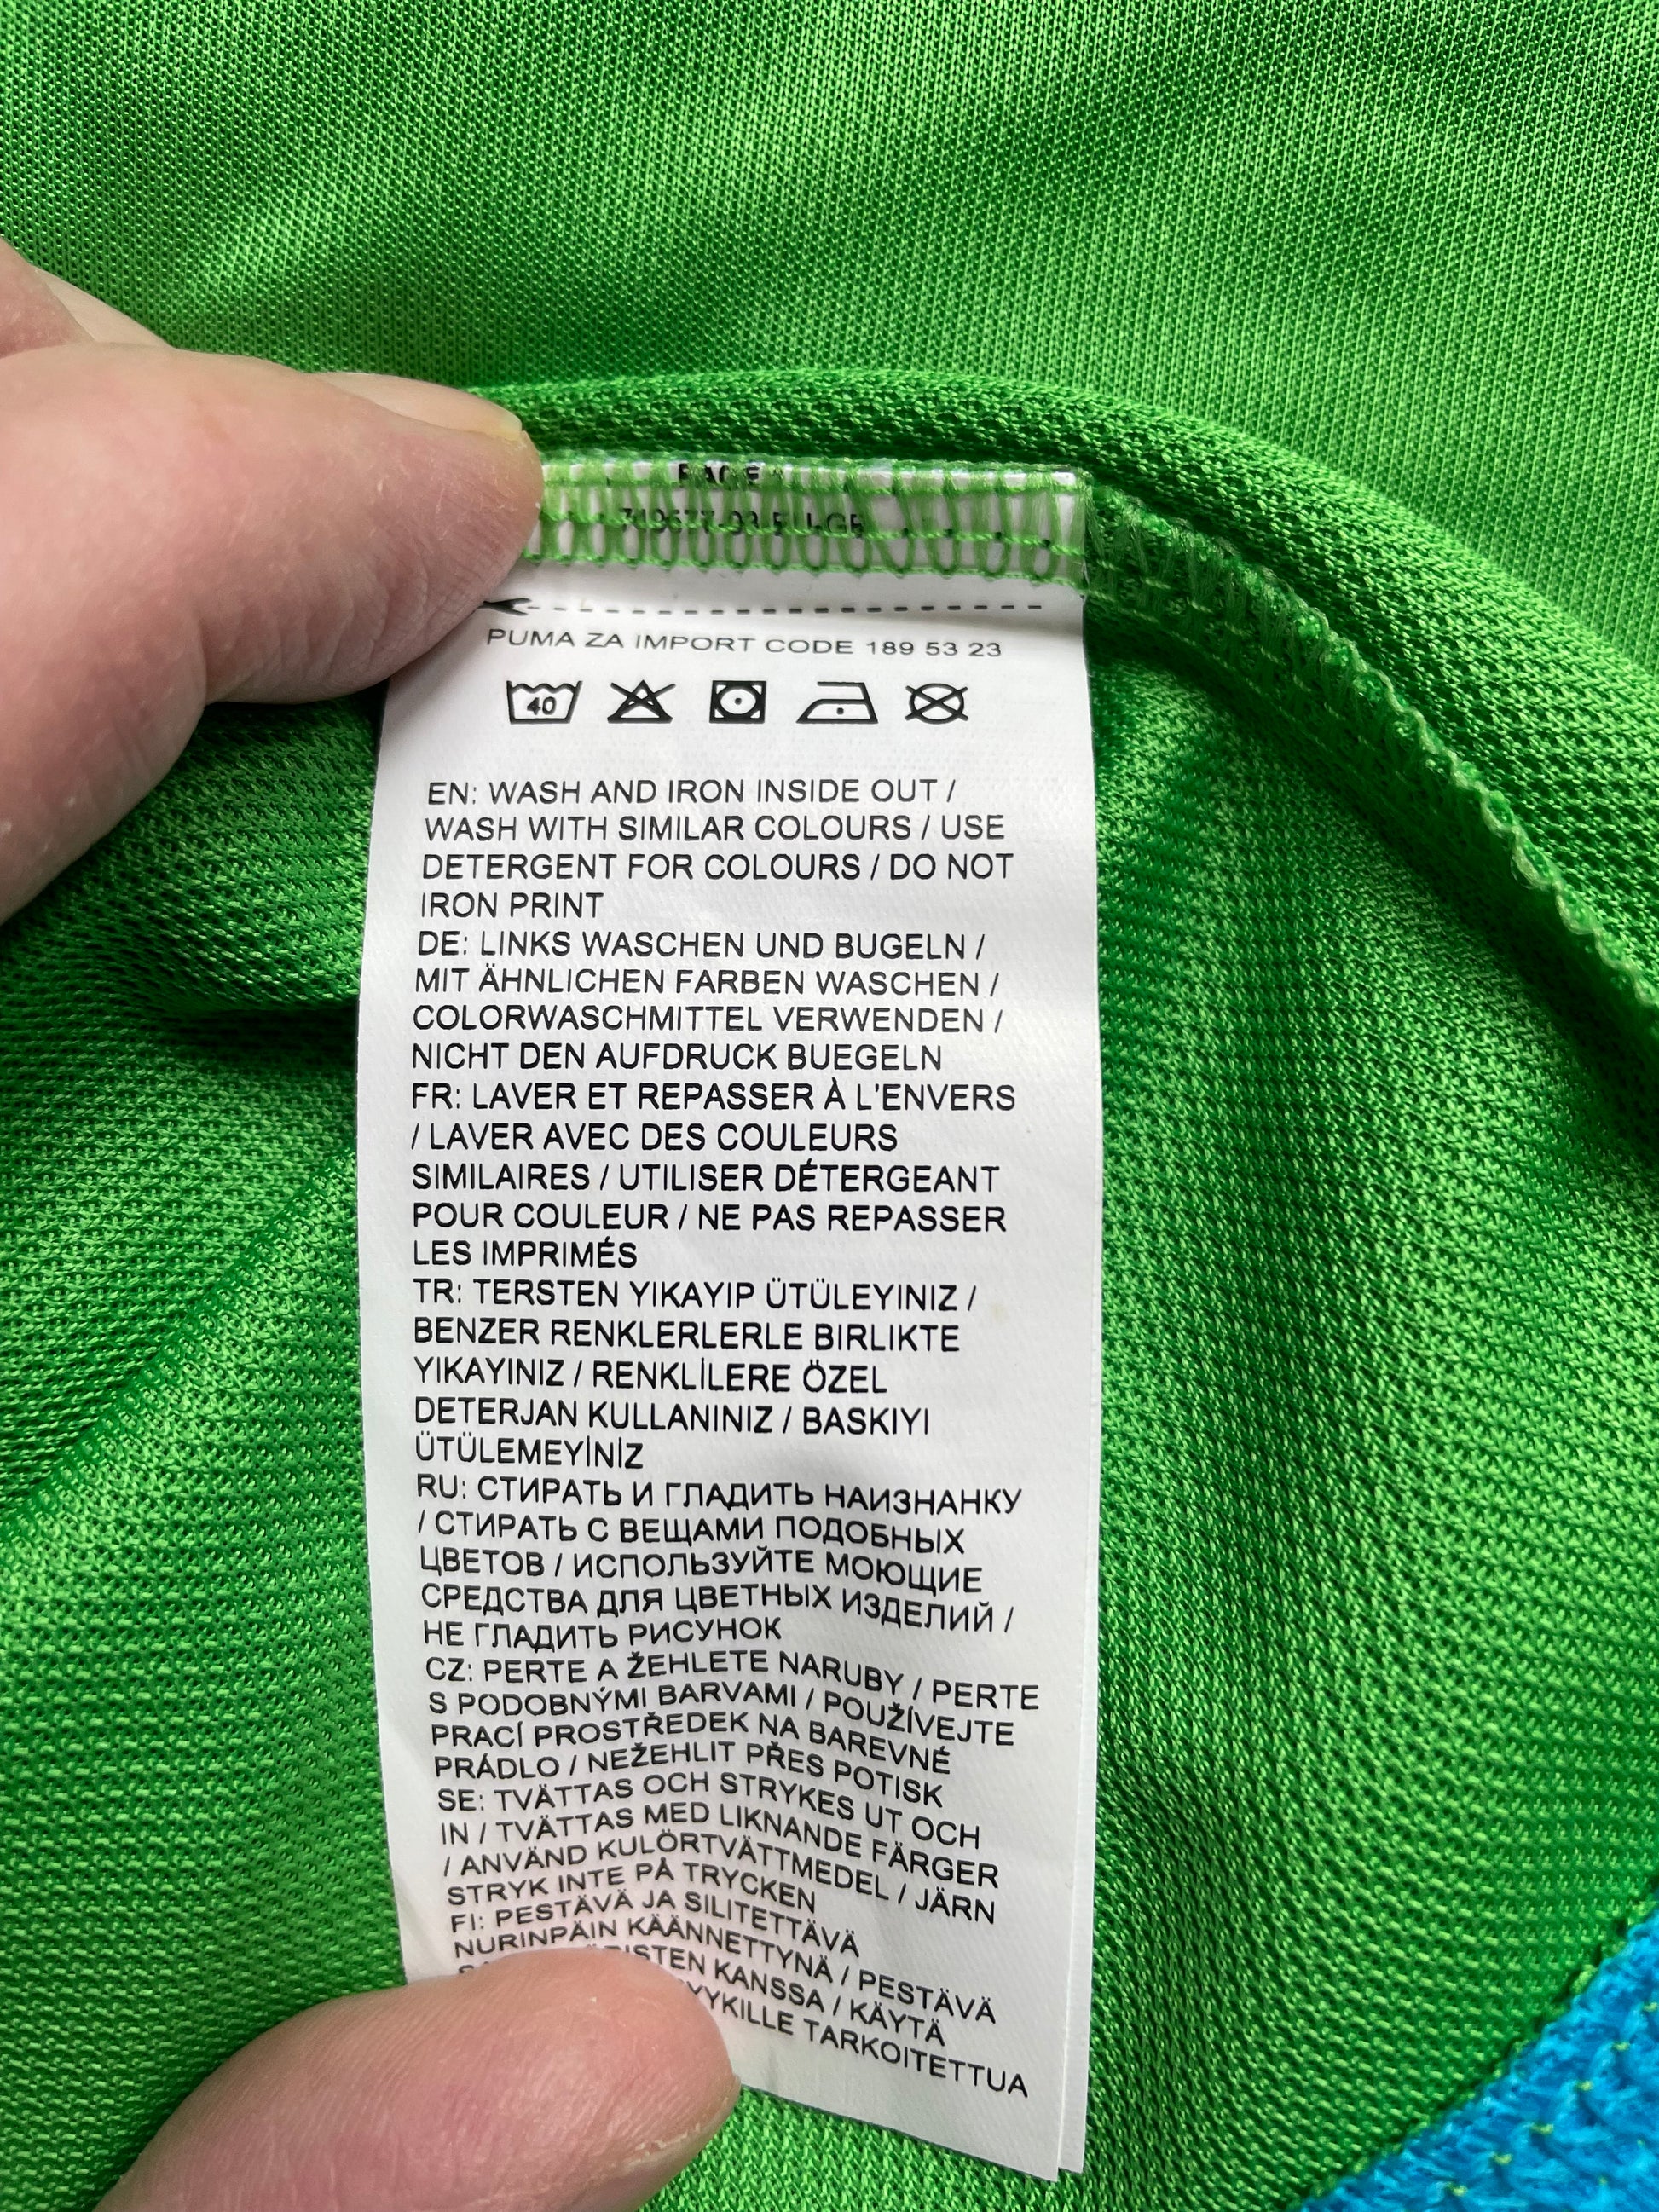 PUMA ZA IMPORT CODE 189 53 23
40
EN: WASH AND IRON INSIDE OUT /
WASH WITH SIMILAR COLOURS / USE
DETERGENT FOR COLOURS / DO NOT
IRON PRINT
DE: LINKS WASCHEN UND BUGELN /
MIT ÄHNLICHEN FARBEN WASCHEN /
COLORWASCHMITTEL VERWENDEN /
NICHT DEN AUFDRUCK BUEGELN
FR: LAVER ET REPASSER À L'ENVERS
/ LAVER AVEC DES COULEURS
SIMILAIRES / UTILISER DÉTERGEANT
POUR COULEUR / NE PAS REPASSER
LES IMPRIMÉS
TR: TERSTEN YIKAYIP ÜTÜLEYINIZ /
BENZER RENKLERLERLE BIRLIKTE
YIKAYINIZ / RENKLİLERE ÖZEL
DETERJAN KULLANINIZ / BASKIYI
ÜTÜLEMEYİNİZ
RU: СТИРАТЬ И ГЛАДИТЬ НАИЗНАНКУ
/ СТИРАТЬ С ВЕЩАМИ ПОДОБНЫХ
ЦВЕТОВ / ИСПОЛЬЗУЙТЕ МОЮЩИЕ
СРЕДСТВА ДЛЯ ЦВЕТНЫХ ИЗДЕЛИЙ /
НЕ ГЛАДИТЬ РИСУНОК
CZ: PERTE A ŽEHLETE NARUBY / PERTE
S PODOBNÝMI BARVAMI / POUŽÍVEJTE
PRACÍ PROSTŘEDEK NA BAREVNÉ
PRÁDLO / NEŽEHLIT PŘES POTISK
SE: TVÄTTAS OCH STRYKES UT OCH
IN / TVÄTTAS MED LIKNANDE FÄRGER
/ ANVÄND KULÖRTVÄTTMEDEL / JÄRN
STRYK INTE PÅ TRYCKEN
FI: PESTÄVÄ JA SILITETTÄVÄ
NURINPÄIN KÄÄNNETTYNÄ / PESTÄVÄ
KANSSA / KÄYTÄ
TARKOITETTUA